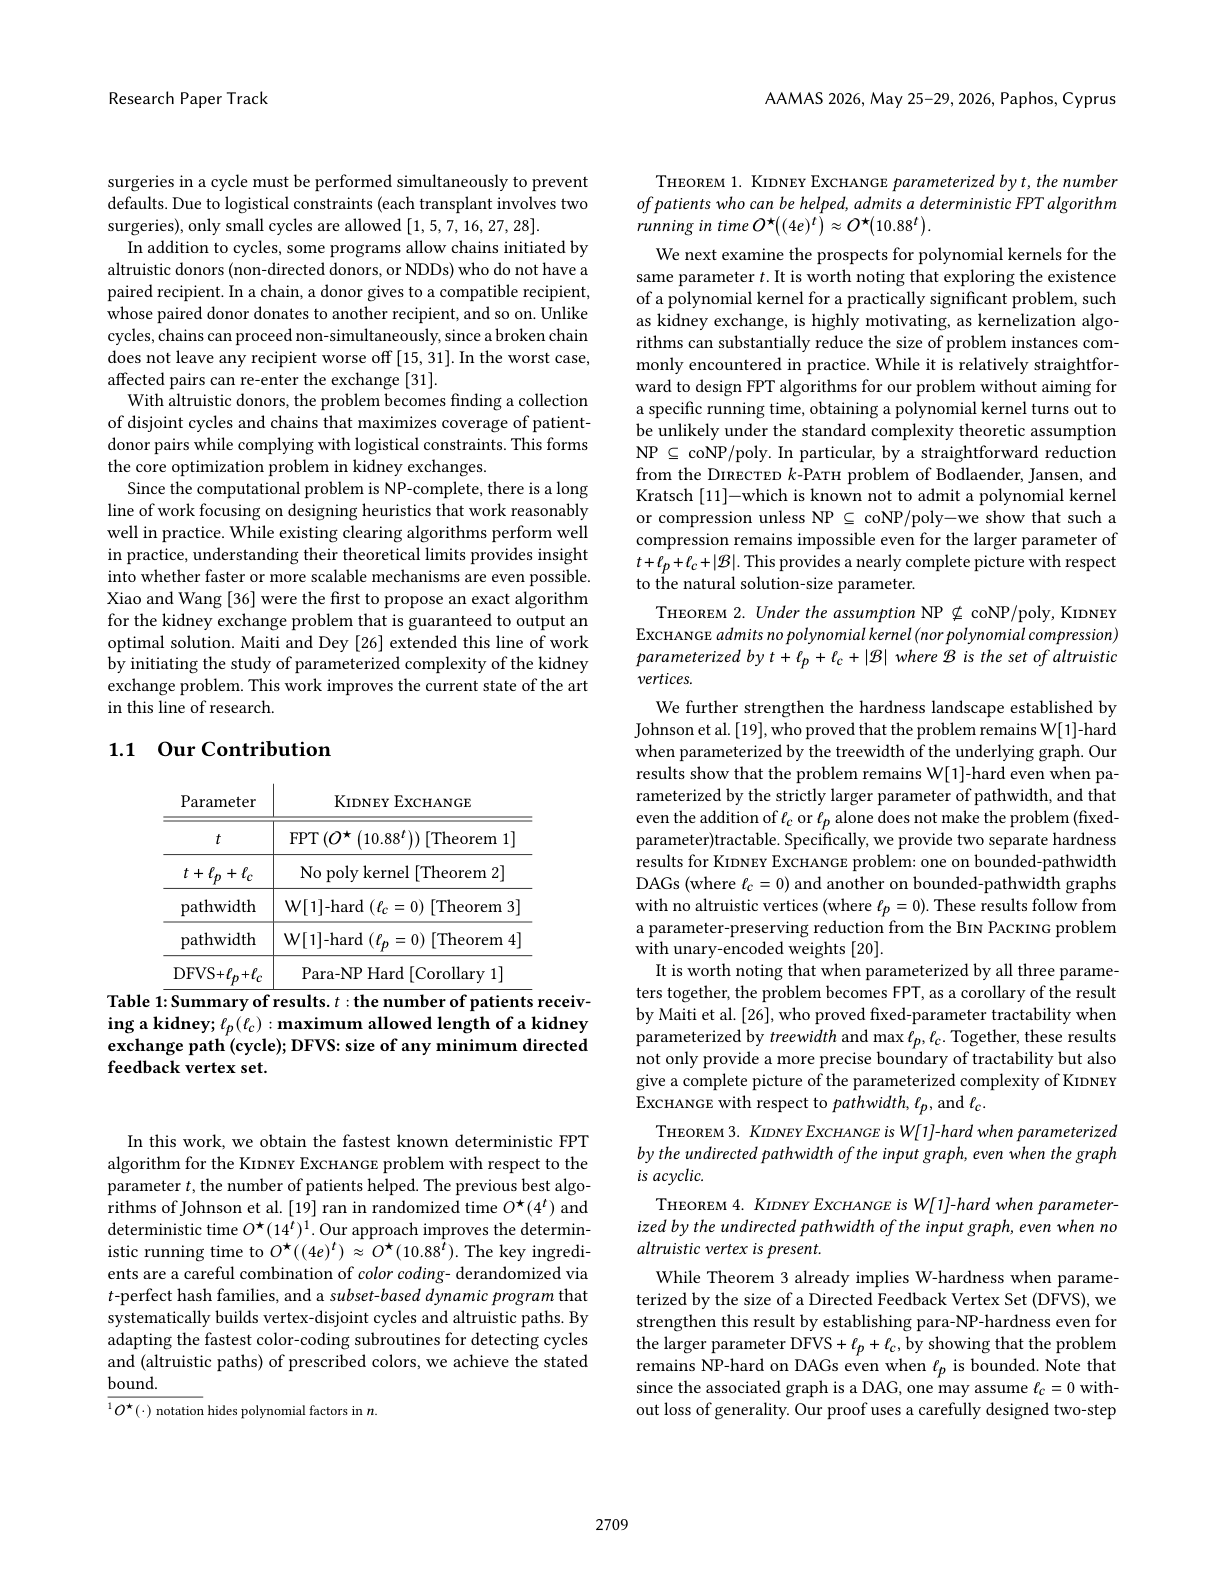 Research Paper Track
AAMAS 2026, May 25–29, 2026, Paphos, Cyprus
surgeries in a cycle must be performed simultaneously to prevent
defaults. Due to logistical constraints (each transplant involves two
surgeries), only small cycles are allowed [1, 5, 7, 16, 27, 28].
In addition to cycles, some programs allow chains initiated by
altruistic donors (non-directed donors, or NDDs) who do not have a
paired recipient. In a chain, a donor gives to a compatible recipient,
whose paired donor donates to another recipient, and so on. Unlike
cycles, chains can proceed non-simultaneously, since a broken chain
does not leave any recipient worse off [15, 31]. In the worst case,
affected pairs can re-enter the exchange [31].
With altruistic donors, the problem becomes finding a collection
of disjoint cycles and chains that maximizes coverage of patient-
donor pairs while complying with logistical constraints. This forms
the core optimization problem in kidney exchanges.
Since the computational problem is NP-complete, there is a long
line of work focusing on designing heuristics that work reasonably
well in practice. While existing clearing algorithms perform well
in practice, understanding their theoretical limits provides insight
into whether faster or more scalable mechanisms are even possible.
Xiao and Wang [36] were the first to propose an exact algorithm
for the kidney exchange problem that is guaranteed to output an
optimal solution. Maiti and Dey [26] extended this line of work
by initiating the study of parameterized complexity of the kidney
exchange problem. This work improves the current state of the art
in this line of research.
1.1 Our Contribution
Parameter KIDNEY EXCHANGE
t FPT (O★ (10.88ᵗ)) [Theorem 1]
t + ℓp + ℓc No poly kernel [Theorem 2]
pathwidth W[1]-hard (ℓc = 0) [Theorem 3]
pathwidth W[1]-hard (ℓp = 0) [Theorem 4]
DFVS+ℓp+ℓc Para-NP Hard [Corollary 1]
Table 1: Summary of results. t : the number of patients receiv-
ing a kidney; ℓp(ℓc) : maximum allowed length of a kidney
exchange path (cycle); DFVS: size of any minimum directed
feedback vertex set.
In this work, we obtain the fastest known deterministic FPT
algorithm for the KIDNEY EXCHANGE problem with respect to the
parameter t, the number of patients helped. The previous best algo-
rithms of Johnson et al. [19] ran in randomized time O★(4ᵗ) and
deterministic time O★(14ᵗ)¹. Our approach improves the determin-
istic running time to O★((4e)ᵗ) ≈ O★(10.88ᵗ). The key ingredi-
ents are a careful combination of color coding- derandomized via
t-perfect hash families, and a subset-based dynamic program that
systematically builds vertex-disjoint cycles and altruistic paths. By
adapting the fastest color-coding subroutines for detecting cycles
and (altruistic paths) of prescribed colors, we achieve the stated
bound.
¹O★(·) notation hides polynomial factors in n.
THEOREM 1. KIDNEY EXCHANGE parameterized by t, the number
of patients who can be helped, admits a deterministic FPT algorithm
running in time O★((4e)ᵗ) ≈ O★(10.88ᵗ).
We next examine the prospects for polynomial kernels for the
same parameter t. It is worth noting that exploring the existence
of a polynomial kernel for a practically significant problem, such
as kidney exchange, is highly motivating, as kernelization algo-
rithms can substantially reduce the size of problem instances com-
monly encountered in practice. While it is relatively straightfor-
ward to design FPT algorithms for our problem without aiming for
a specific running time, obtaining a polynomial kernel turns out to
be unlikely under the standard complexity theoretic assumption
NP ⊆ coNP/poly. In particular, by a straightforward reduction
from the DIRECTED k-PATH problem of Bodlaender, Jansen, and
Kratsch [11]—which is known not to admit a polynomial kernel
or compression unless NP ⊆ coNP/poly—we show that such a
compression remains impossible even for the larger parameter of
t+ℓp+ℓc+|ℬ|. This provides a nearly complete picture with respect
to the natural solution-size parameter.
THEOREM 2. Under the assumption NP ⊈ coNP/poly, KIDNEY
EXCHANGE admits no polynomial kernel (nor polynomial compression)
parameterized by t + ℓp + ℓc + |ℬ| where ℬ is the set of altruistic
vertices.
We further strengthen the hardness landscape established by
Johnson et al. [19], who proved that the problem remains W[1]-hard
when parameterized by the treewidth of the underlying graph. Our
results show that the problem remains W[1]-hard even when pa-
rameterized by the strictly larger parameter of pathwidth, and that
even the addition of ℓc or ℓp alone does not make the problem (fixed-
parameter)tractable. Specifically, we provide two separate hardness
results for KIDNEY EXCHANGE problem: one on bounded-pathwidth
DAGs (where ℓc = 0) and another on bounded-pathwidth graphs
with no altruistic vertices (where ℓp = 0). These results follow from
a parameter-preserving reduction from the BIN PACKING problem
with unary-encoded weights [20].
It is worth noting that when parameterized by all three parame-
ters together, the problem becomes FPT, as a corollary of the result
by Maiti et al. [26], who proved fixed-parameter tractability when
parameterized by treewidth and max ℓp, ℓc. Together, these results
not only provide a more precise boundary of tractability but also
give a complete picture of the parameterized complexity of KIDNEY
EXCHANGE with respect to pathwidth, ℓp, and ℓc.
THEOREM 3. KIDNEY EXCHANGE is W[1]-hard when parameterized
by the undirected pathwidth of the input graph, even when the graph
is acyclic.
THEOREM 4. KIDNEY EXCHANGE is W[1]-hard when parameter-
ized by the undirected pathwidth of the input graph, even when no
altruistic vertex is present.
While Theorem 3 already implies W-hardness when parame-
terized by the size of a Directed Feedback Vertex Set (DFVS), we
strengthen this result by establishing para-NP-hardness even for
the larger parameter DFVS + ℓp + ℓc, by showing that the problem
remains NP-hard on DAGs even when ℓp is bounded. Note that
since the associated graph is a DAG, one may assume ℓc = 0 with-
out loss of generality. Our proof uses a carefully designed two-step
2709